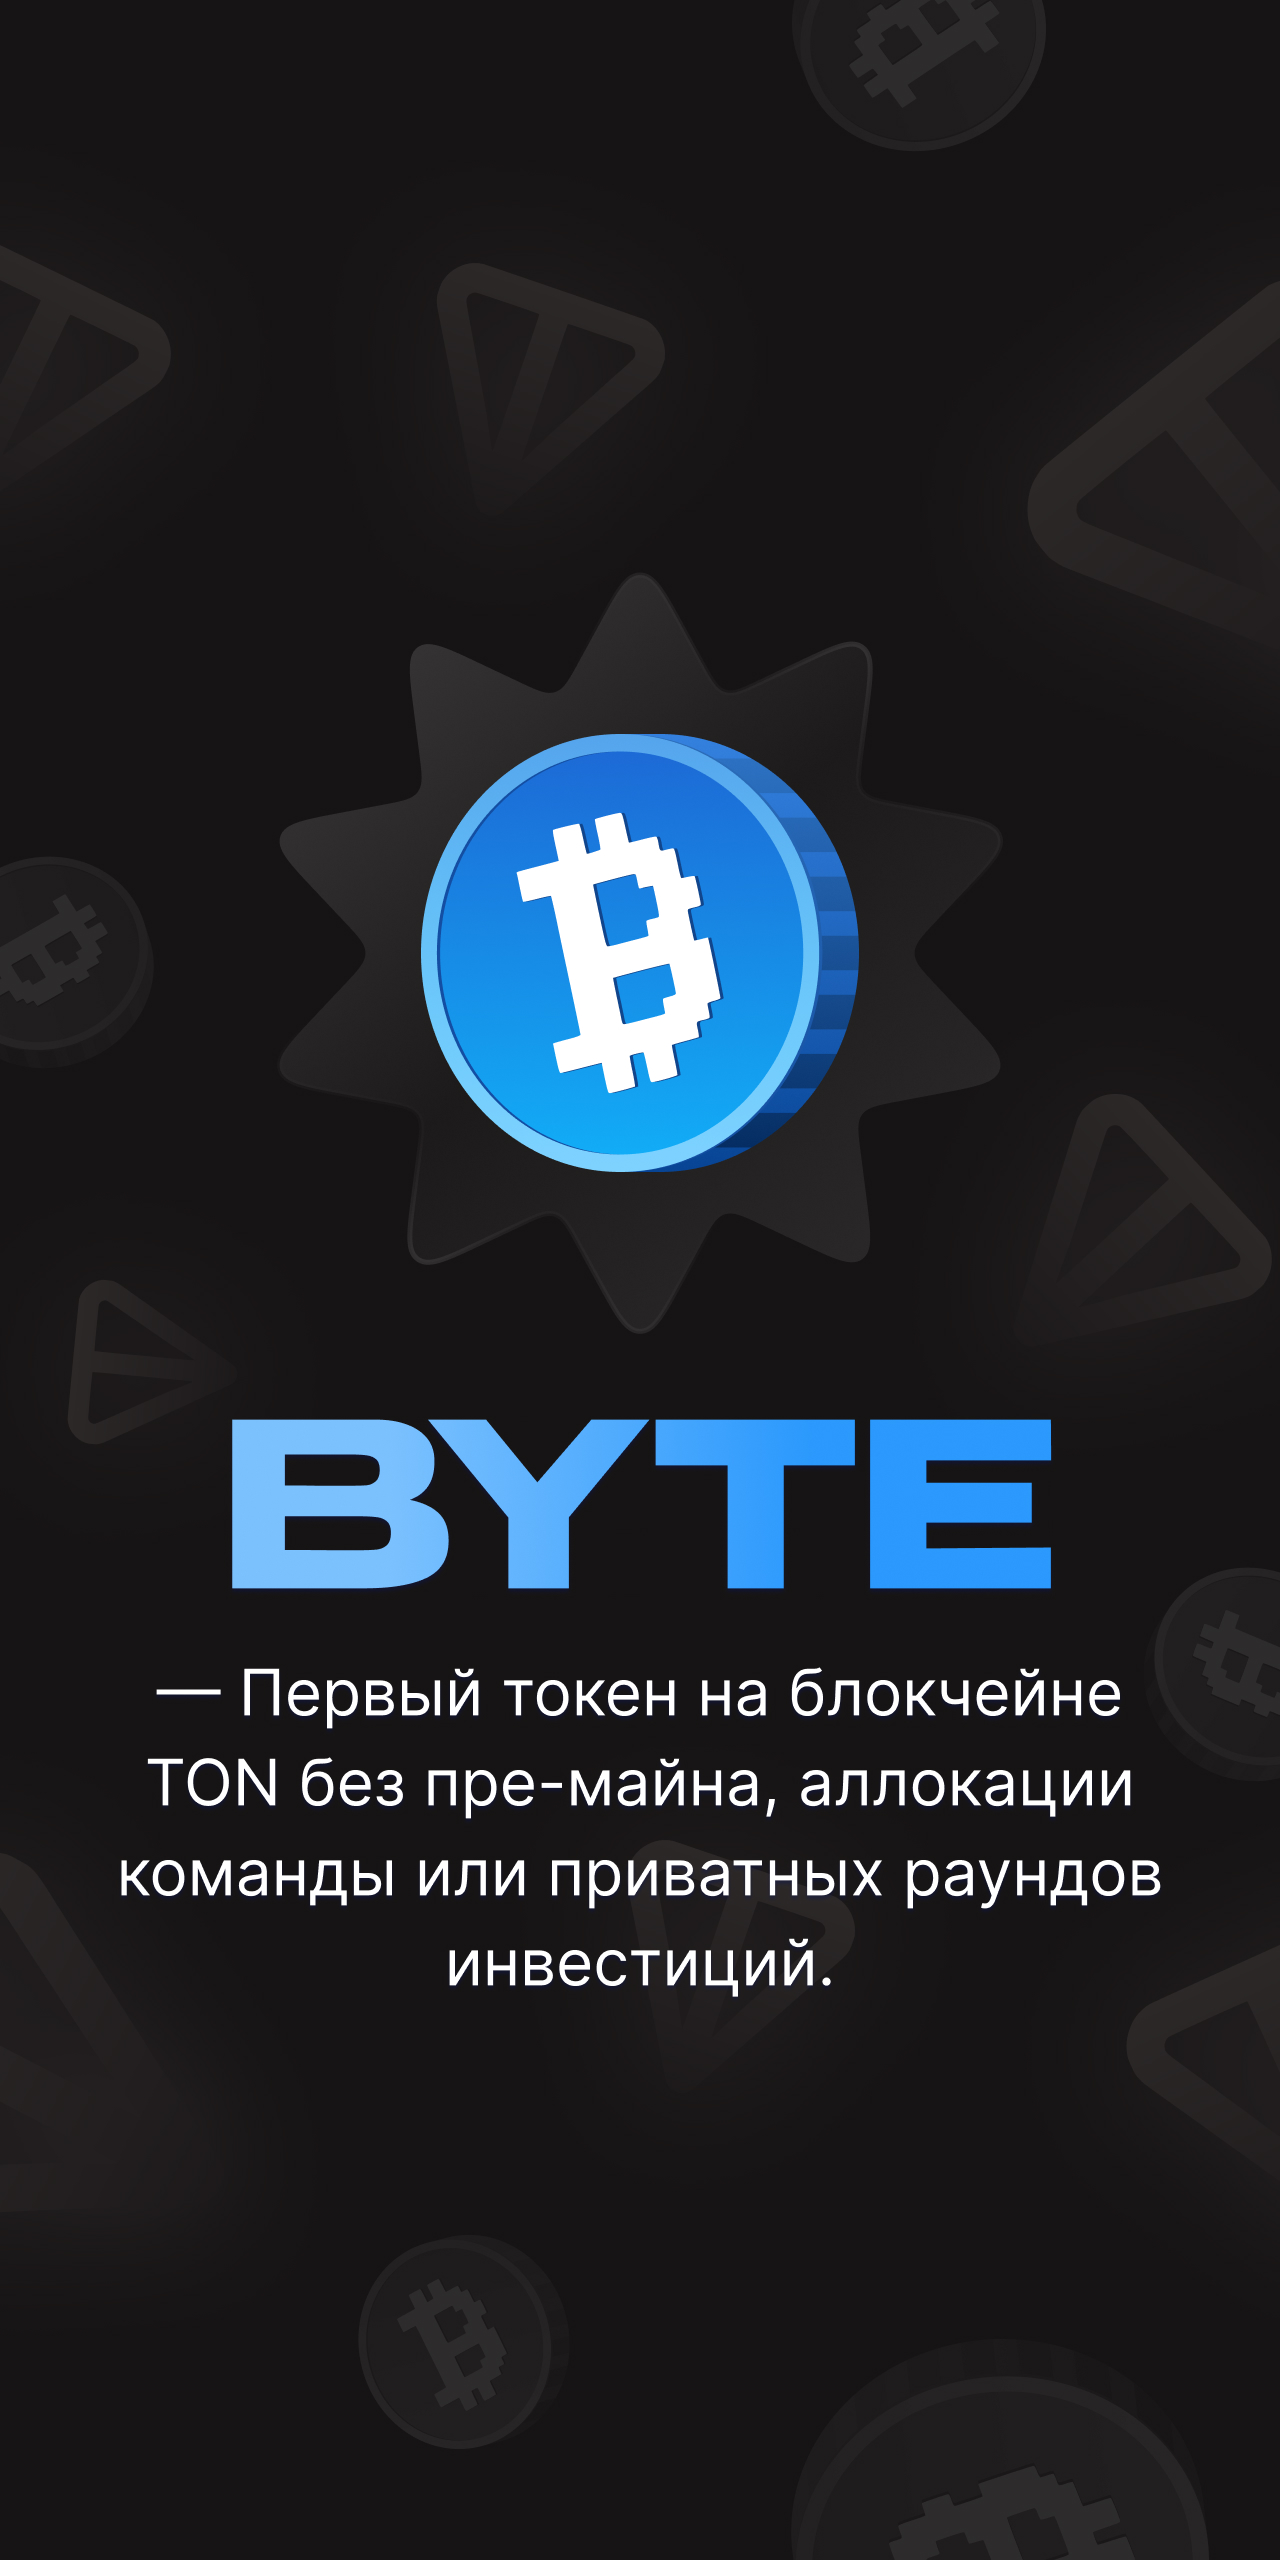 BYTE
— Первый токен на блокчейне
TON без пре-майна, аллокации
команды или приватных раундов
инвестиций.